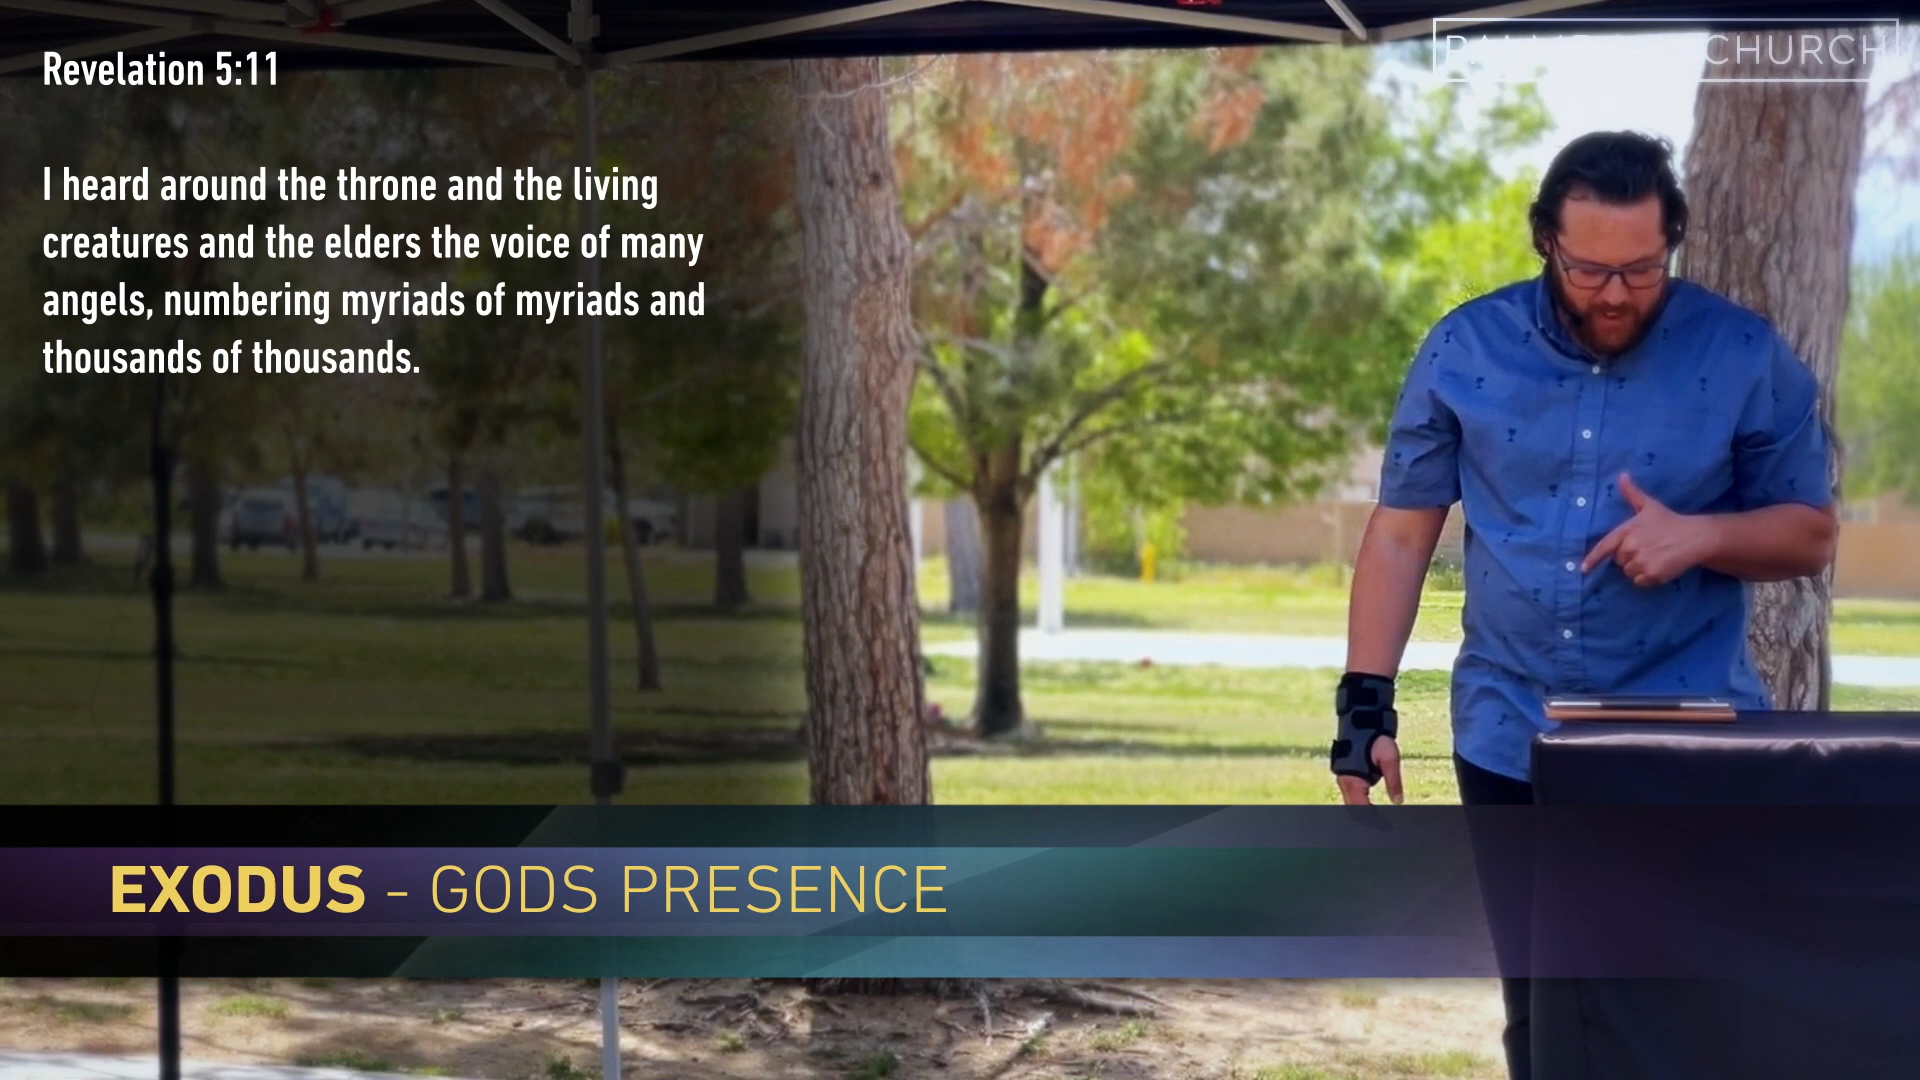 Revelation 5:11
I heard around the throne and the living
creatures and the elders the voice of many
angels, numbering myriads of myriads and
thousands of thousands.
CHURCH
EXODUS - GODS PRESENCE